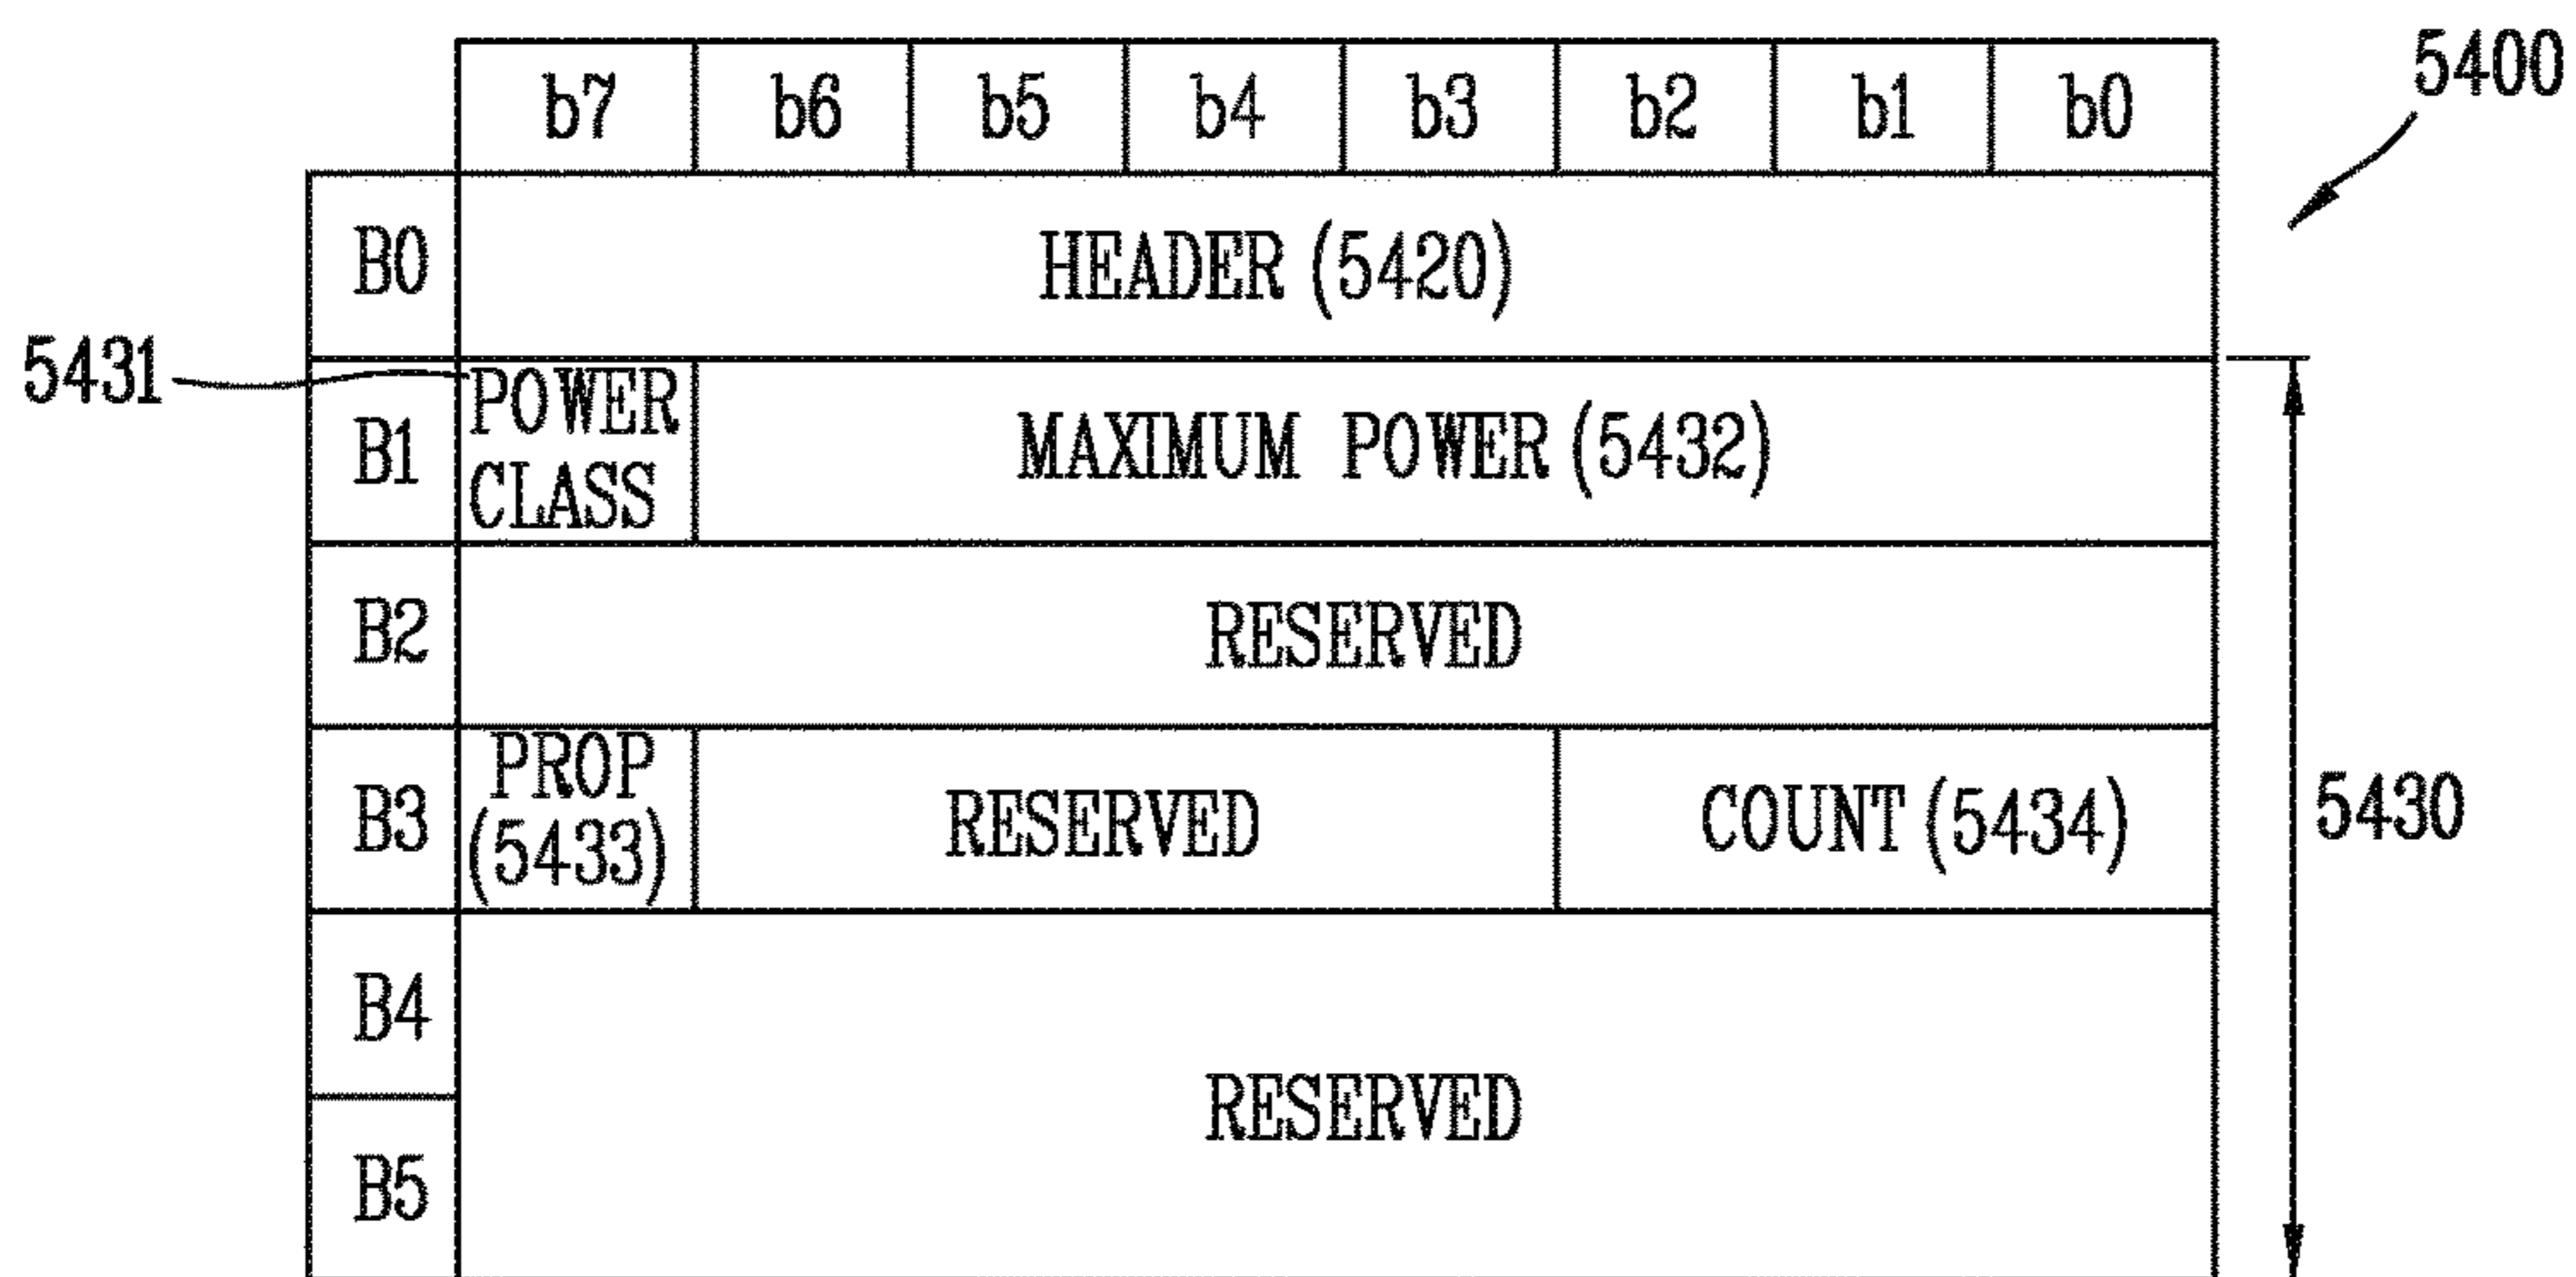 b7 b6 b5 b4 b3 b2 b1 b0
5400
B0 HEADER (5420)
5431
B1 POWER CLASS MAXIMUM POWER (5432)
B2 RESERVED
B3 PROP (5433) RESERVED COUNT (5434)
5430
B4
RESERVED
B5